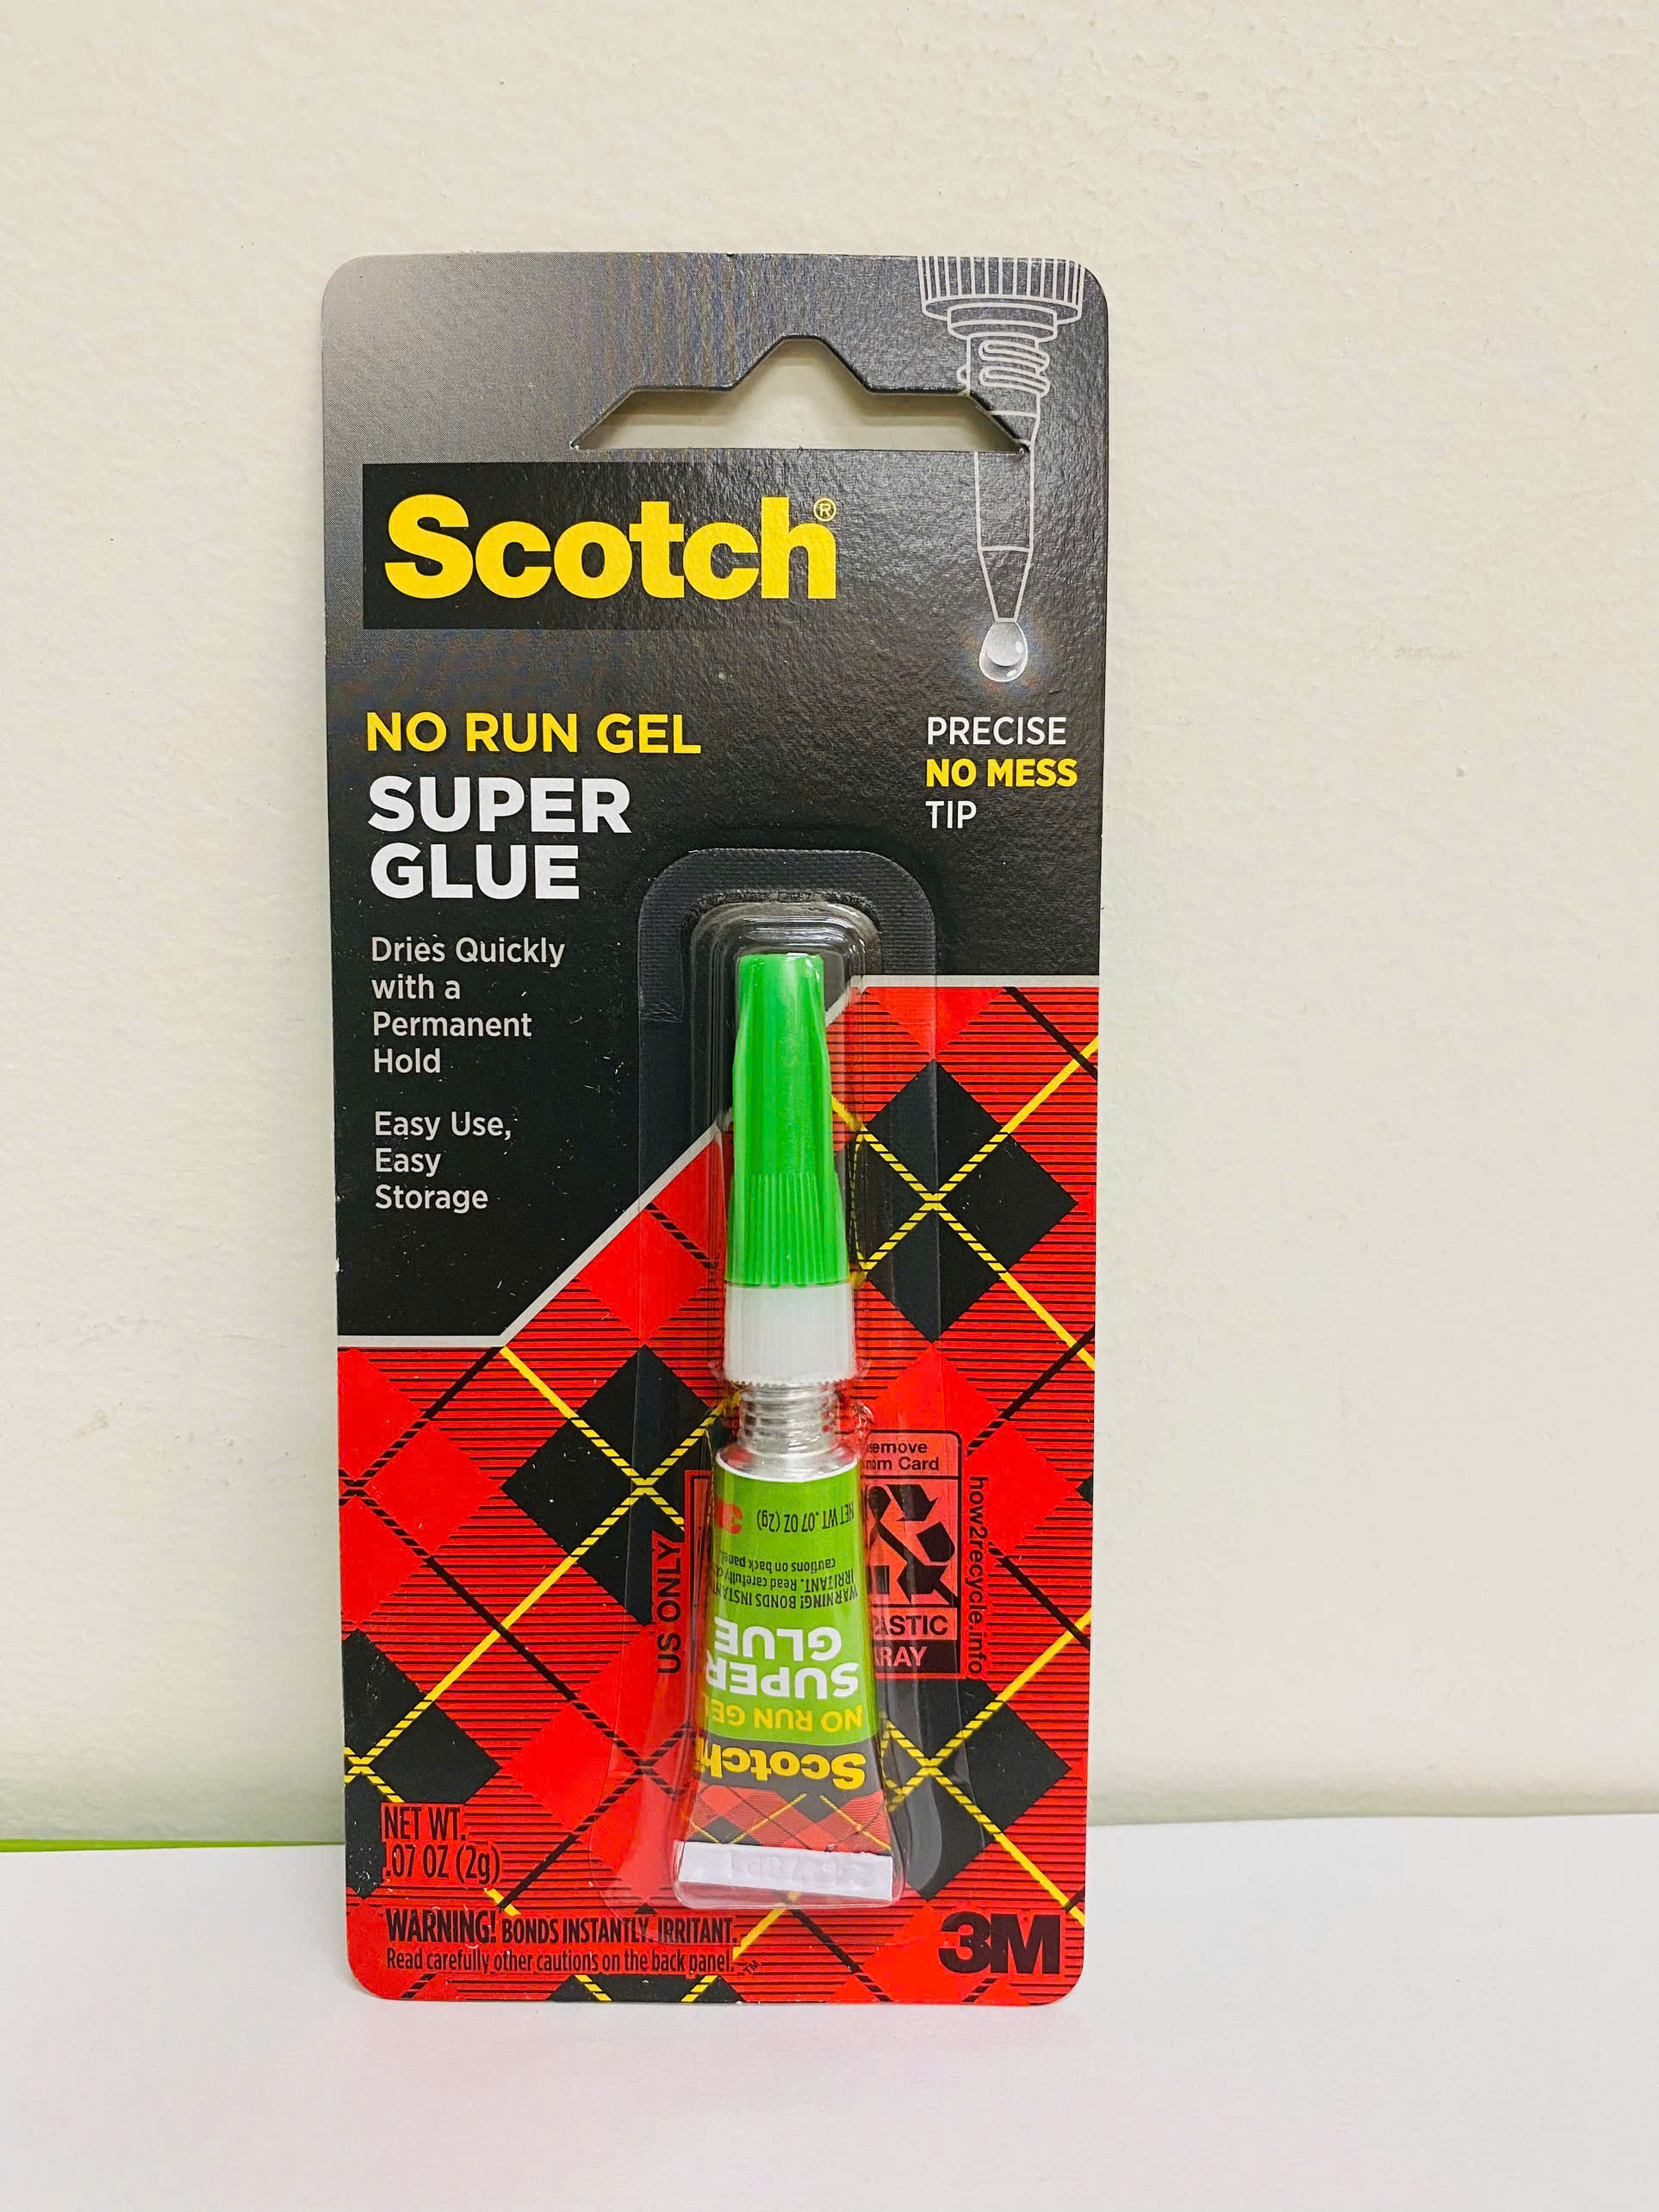 Scotch®
NO RUN GEL
SUPER
GLUE
PRECISE
NO MESS
TIP
Dries Quickly
with a
Permanent
Hold
Easy Use,
Easy
Storage
US ONLY
Card
how2recycle.info
NET WT. .07 OZ (2g)
cautions on back panel.
IRRITANT. Read carefully
WARNING! BONDS
GLUE
SUPER
NO RUN
Scotch
NET WT.
.07 OZ (2g)
WARNING! BONDS INSTANTLY. IRRITANT.
Read carefully other cautions on the back panel.
™
3M